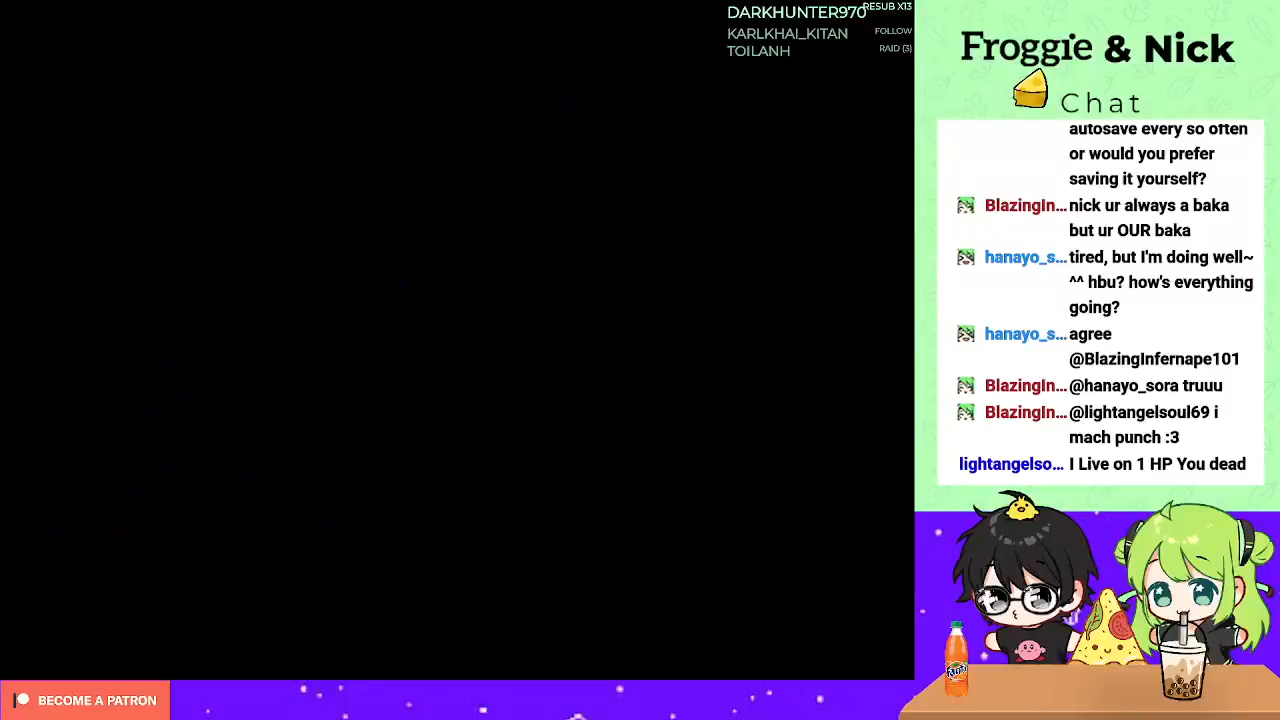 DARKHUNTER970 RESUB X13
KARLKHAI_KITAN FOLLOW
TOILANH RAID (3)
Froggie & Nick
Chat
autosave every so often
or would you prefer
saving it yourself?
BlazingIn... nick ur always a baka
but ur OUR baka
hanayo_s... tired, but I'm doing well~
^^ hbu? how's everything
going?
hanayo_s... agree
@BlazingInfernape101
BlazingIn... @hanayo_sora truuu
BlazingIn... @lightangelsoul69 i
mach punch :3
lightangelso... I Live on 1 HP You dead
BECOME A PATRON